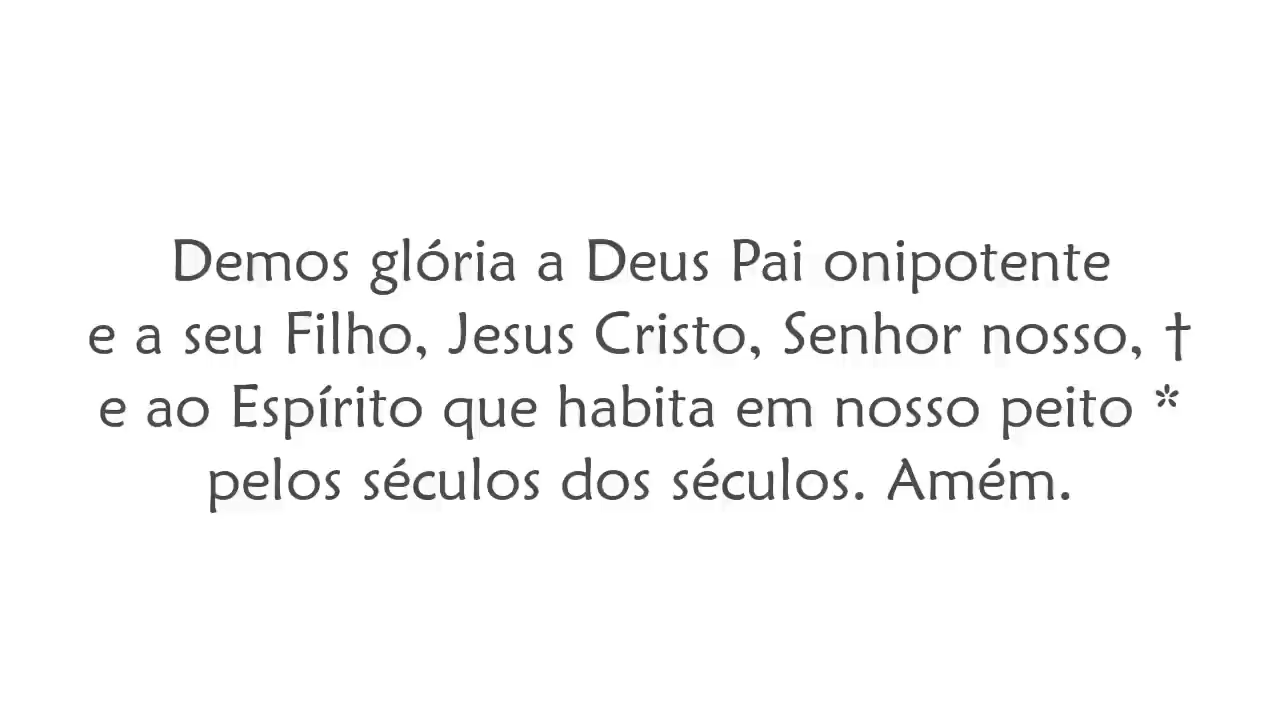 Demos glória a Deus Pai onipotente
e a seu Filho, Jesus Cristo, Senhor nosso, †
e ao Espírito que habita em nosso peito *
pelos séculos dos séculos. Amém.